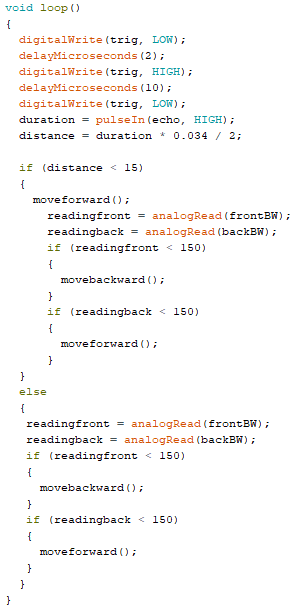 void loop()
{
  digitalWrite(trig, LOW);
  delayMicroseconds(2);
  digitalWrite(trig, HIGH);
  delayMicroseconds(10);
  digitalWrite(trig, LOW);
  duration = pulseIn(echo, HIGH);
  distance = duration * 0.034 / 2;

  if (distance < 15)
  {
    moveforward();
      readingfront = analogRead(frontBW);
      readingback = analogRead(backBW);
      if (readingfront < 150)
      {
        movebackward();
      }
      if (readingback < 150)
      {
        moveforward();
      }
  }
  else
  {
   readingfront = analogRead(frontBW);
   readingback = analogRead(backBW);
   if (readingfront < 150)
   {
     movebackward();
   }
   if (readingback < 150)
   {
     moveforward();
   }
  }
}